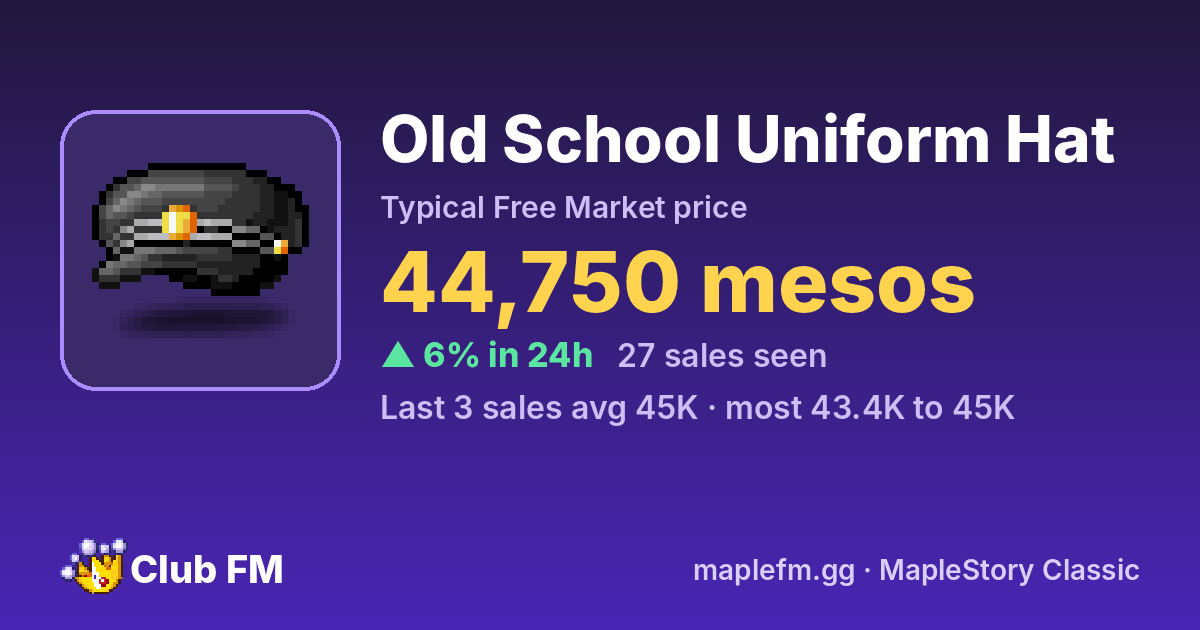 Old School Uniform Hat
Typical Free Market price
44,750 mesos
▲ 6% in 24h 27 sales seen
Last 3 sales avg 45K · most 43.4K to 45K
Club FM
maplefm.gg · MapleStory Classic